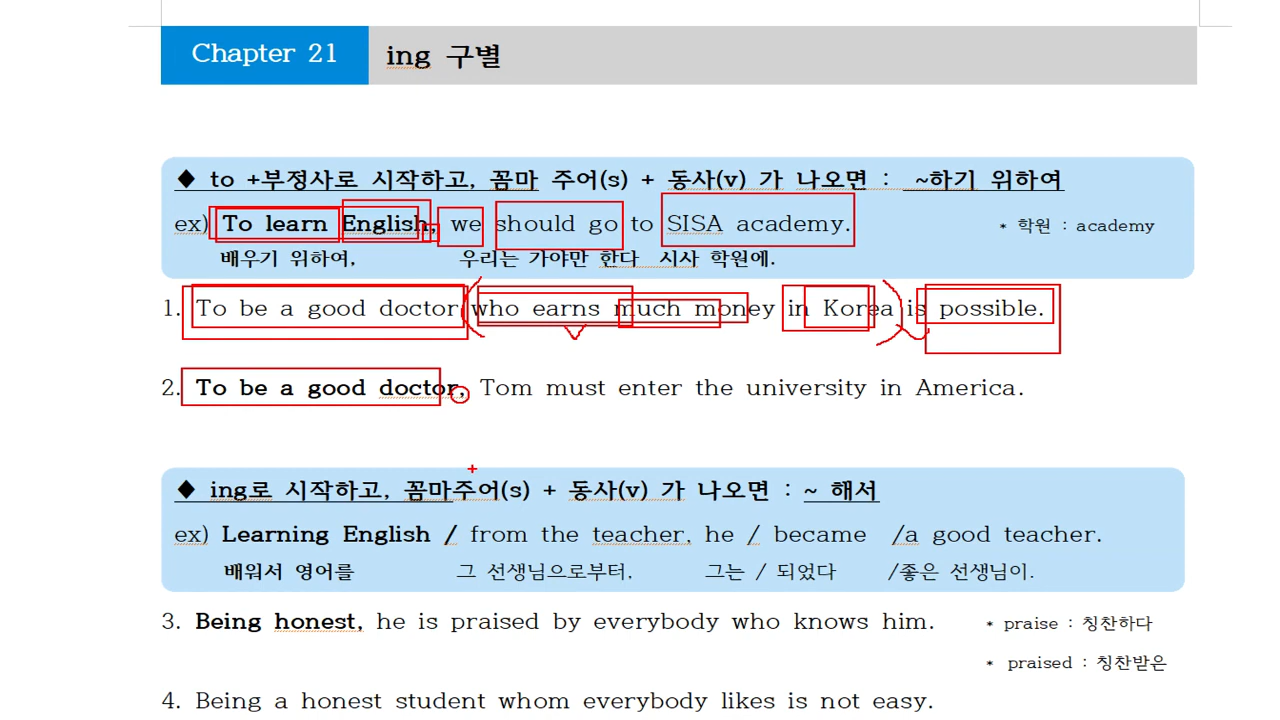 Chapter 21 ing 구별
◆ to +부정사로 시작하고, 꼼마 주어(s) + 동사(v) 가 나오면 : ~하기 위하여
ex) To learn English, we should go to SISA academy. * 학원 : academy
배우기 위하여, 우리는 가야만 한다 시사 학원에.
1. To be a good doctor who earns much money in Korea is possible.
2. To be a good doctor, Tom must enter the university in America.
◆ ing로 시작하고, 꼼마주어(s) + 동사(v) 가 나오면 : ~ 해서
ex) Learning English / from the teacher, he / became /a good teacher.
배워서 영어를 그 선생님으로부터, 그는 / 되었다 /좋은 선생님이.
3. Being honest, he is praised by everybody who knows him. * praise : 칭찬하다
* praised : 칭찬받은
4. Being a honest student whom everybody likes is not easy.